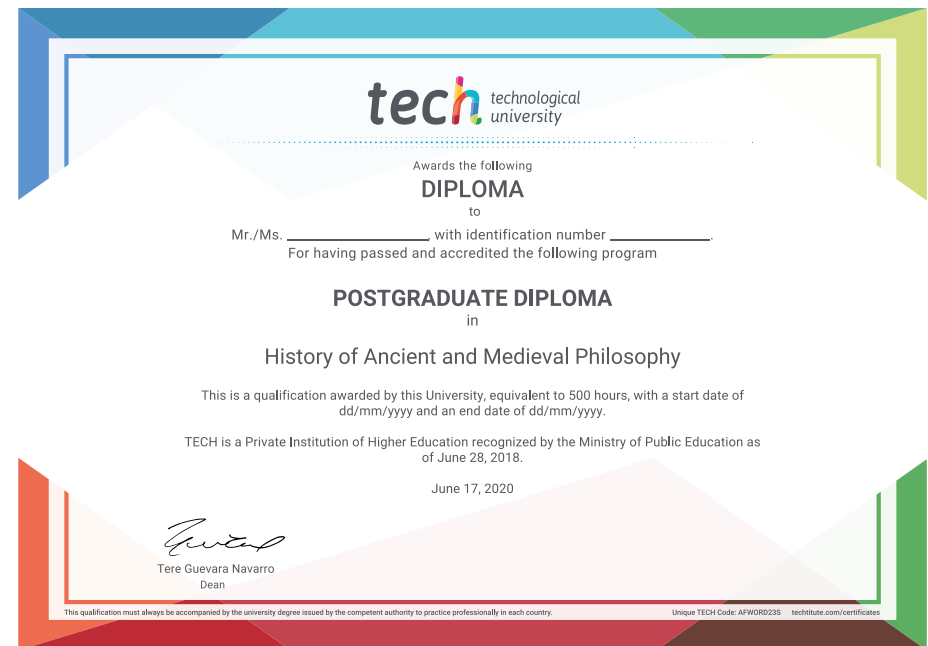 tech technological
university
Awards the following
DIPLOMA
to
Mr./Ms. ____________________, with identification number ______________.
For having passed and accredited the following program
POSTGRADUATE DIPLOMA
in
History of Ancient and Medieval Philosophy
This is a qualification awarded by this University, equivalent to 500 hours, with a start date of
dd/mm/yyyy and an end date of dd/mm/yyyy.
TECH is a Private Institution of Higher Education recognized by the Ministry of Public Education as
of June 28, 2018.
June 17, 2020
Tere Guevara Navarro
Dean
This qualification must always be accompanied by the university degree issued by the competent authority to practice professionally in each country. Unique TECH Code: AFWORD23S techtitute.com/certificates